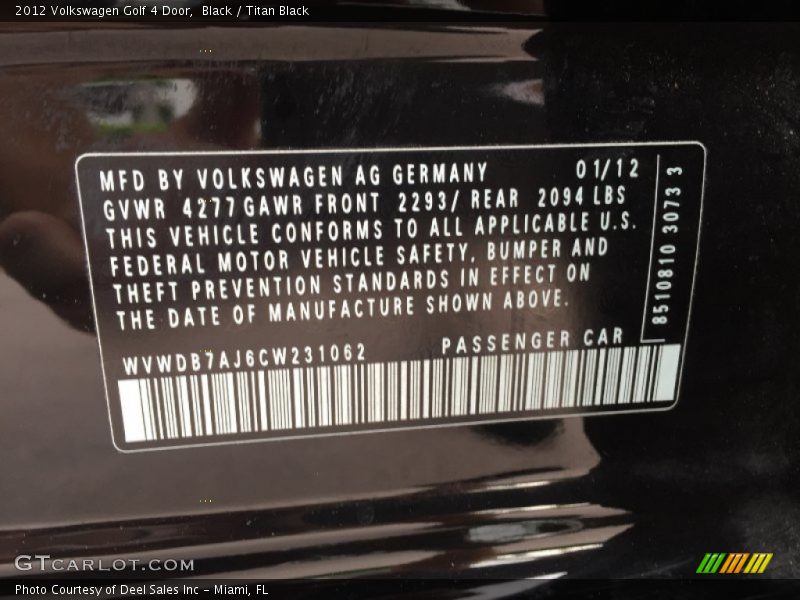 2012 Volkswagen Golf 4 Door,  Black / Titan Black
MFD BY VOLKSWAGEN AG GERMANY 01/12
GVWR 4277 GAWR FRONT 2293/ REAR 2094 LBS
THIS VEHICLE CONFORMS TO ALL APPLICABLE U.S.
FEDERAL MOTOR VEHICLE SAFETY, BUMPER AND
THEFT PREVENTION STANDARDS IN EFFECT ON
THE DATE OF MANUFACTURE SHOWN ABOVE.
8510810 3073 3
WVWDB7AJ6CW231062 PASSENGER CAR
GTCARLOT.COM
Photo Courtesy of Deel Sales Inc – Miami, FL